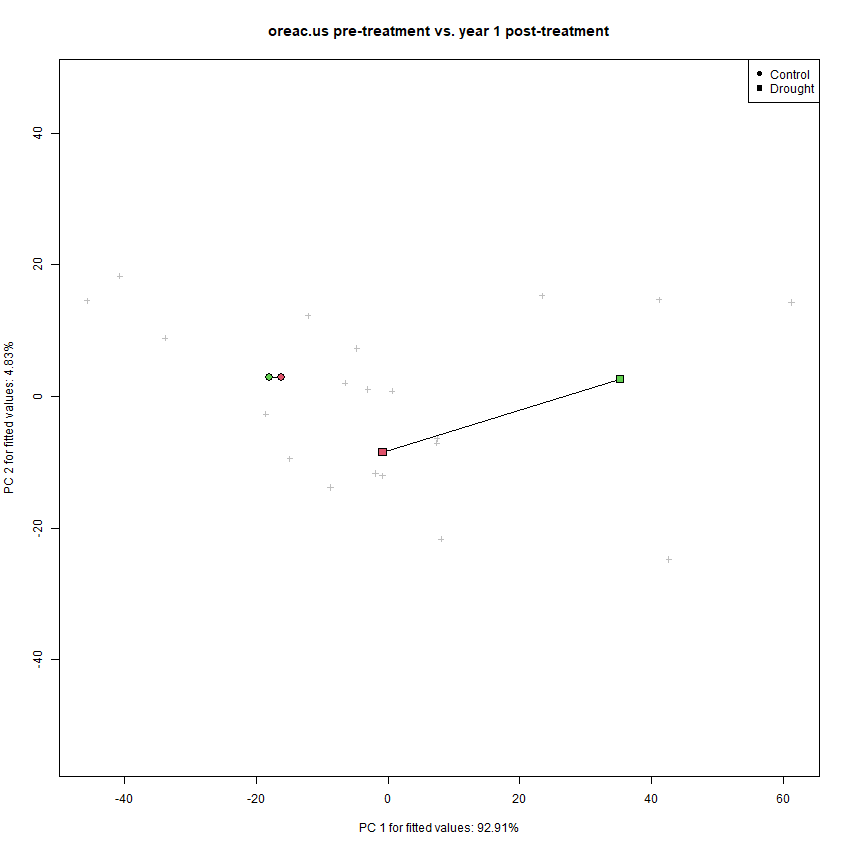 oreac.us pre-treatment vs. year 1 post-treatment
Control
Drought
40
20
0
-20
-40
PC 2 for fitted values: 4.83%
-40
-20
0
20
40
60
PC 1 for fitted values: 92.91%